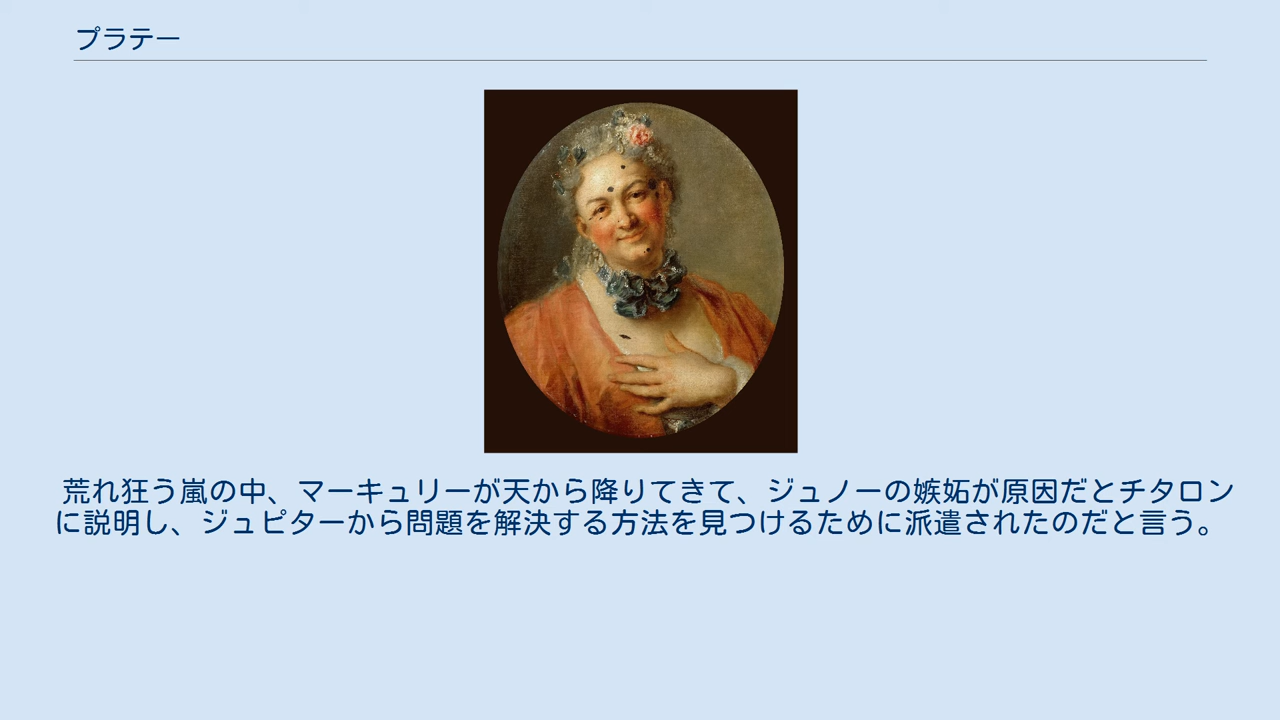 プラテー
荒れ狂う嵐の中、マーキュリーが天から降りてきて、ジュノーの嫉妬が原因だとチタロン
に説明し、ジュピターから問題を解決する方法を見つけるために派遣されたのだと言う。